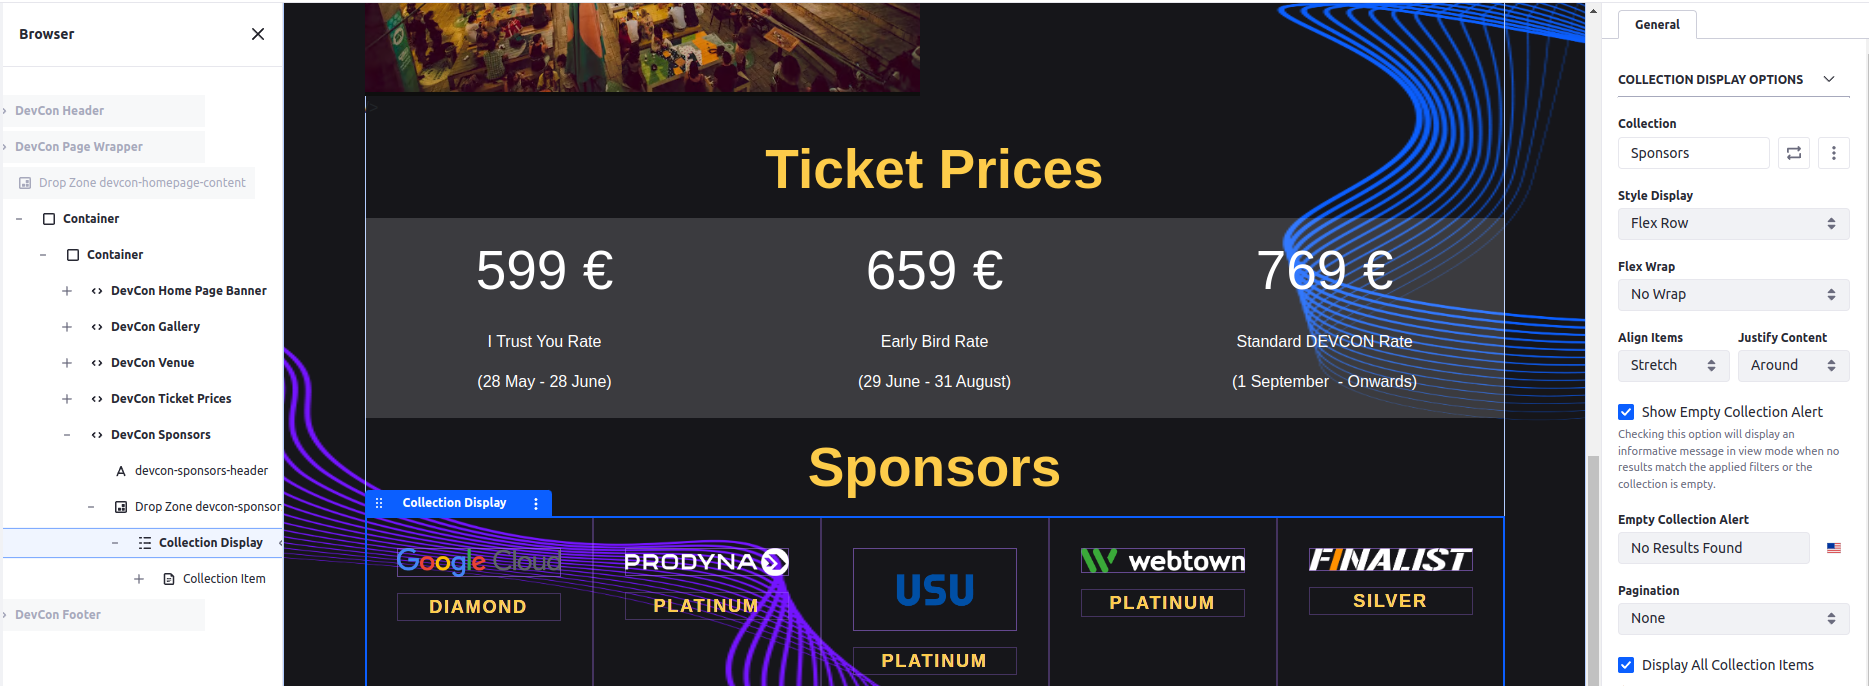 Browser
DevCon Header
DevCon Page Wrapper
Drop Zone devcon-homepage-content
Container
Container
DevCon Home Page Banner
DevCon Gallery
DevCon Venue
DevCon Ticket Prices
DevCon Sponsors
devcon-sponsors-header
Drop Zone devcon-sponsor
Collection Display
Collection Item
DevCon Footer
Ticket Prices
599 €
659 €
769 €
I Trust You Rate
Early Bird Rate
Standard DEVCON Rate
(28 May - 28 June)
(29 June - 31 August)
(1 September  - Onwards)
Sponsors
Collection Display
Google Cloud
PRODYNA
USU
webtown
FINALIST
DIAMOND
PLATINUM
PLATINUM
PLATINUM
SILVER
General
COLLECTION DISPLAY OPTIONS
Collection
Sponsors
Style Display
Flex Row
Flex Wrap
No Wrap
Align Items
Justify Content
Stretch
Around
Show Empty Collection Alert
Checking this option will display an
informative message in view mode when no
results match the applied filters or the
collection is empty.
Empty Collection Alert
No Results Found
Pagination
None
Display All Collection Items